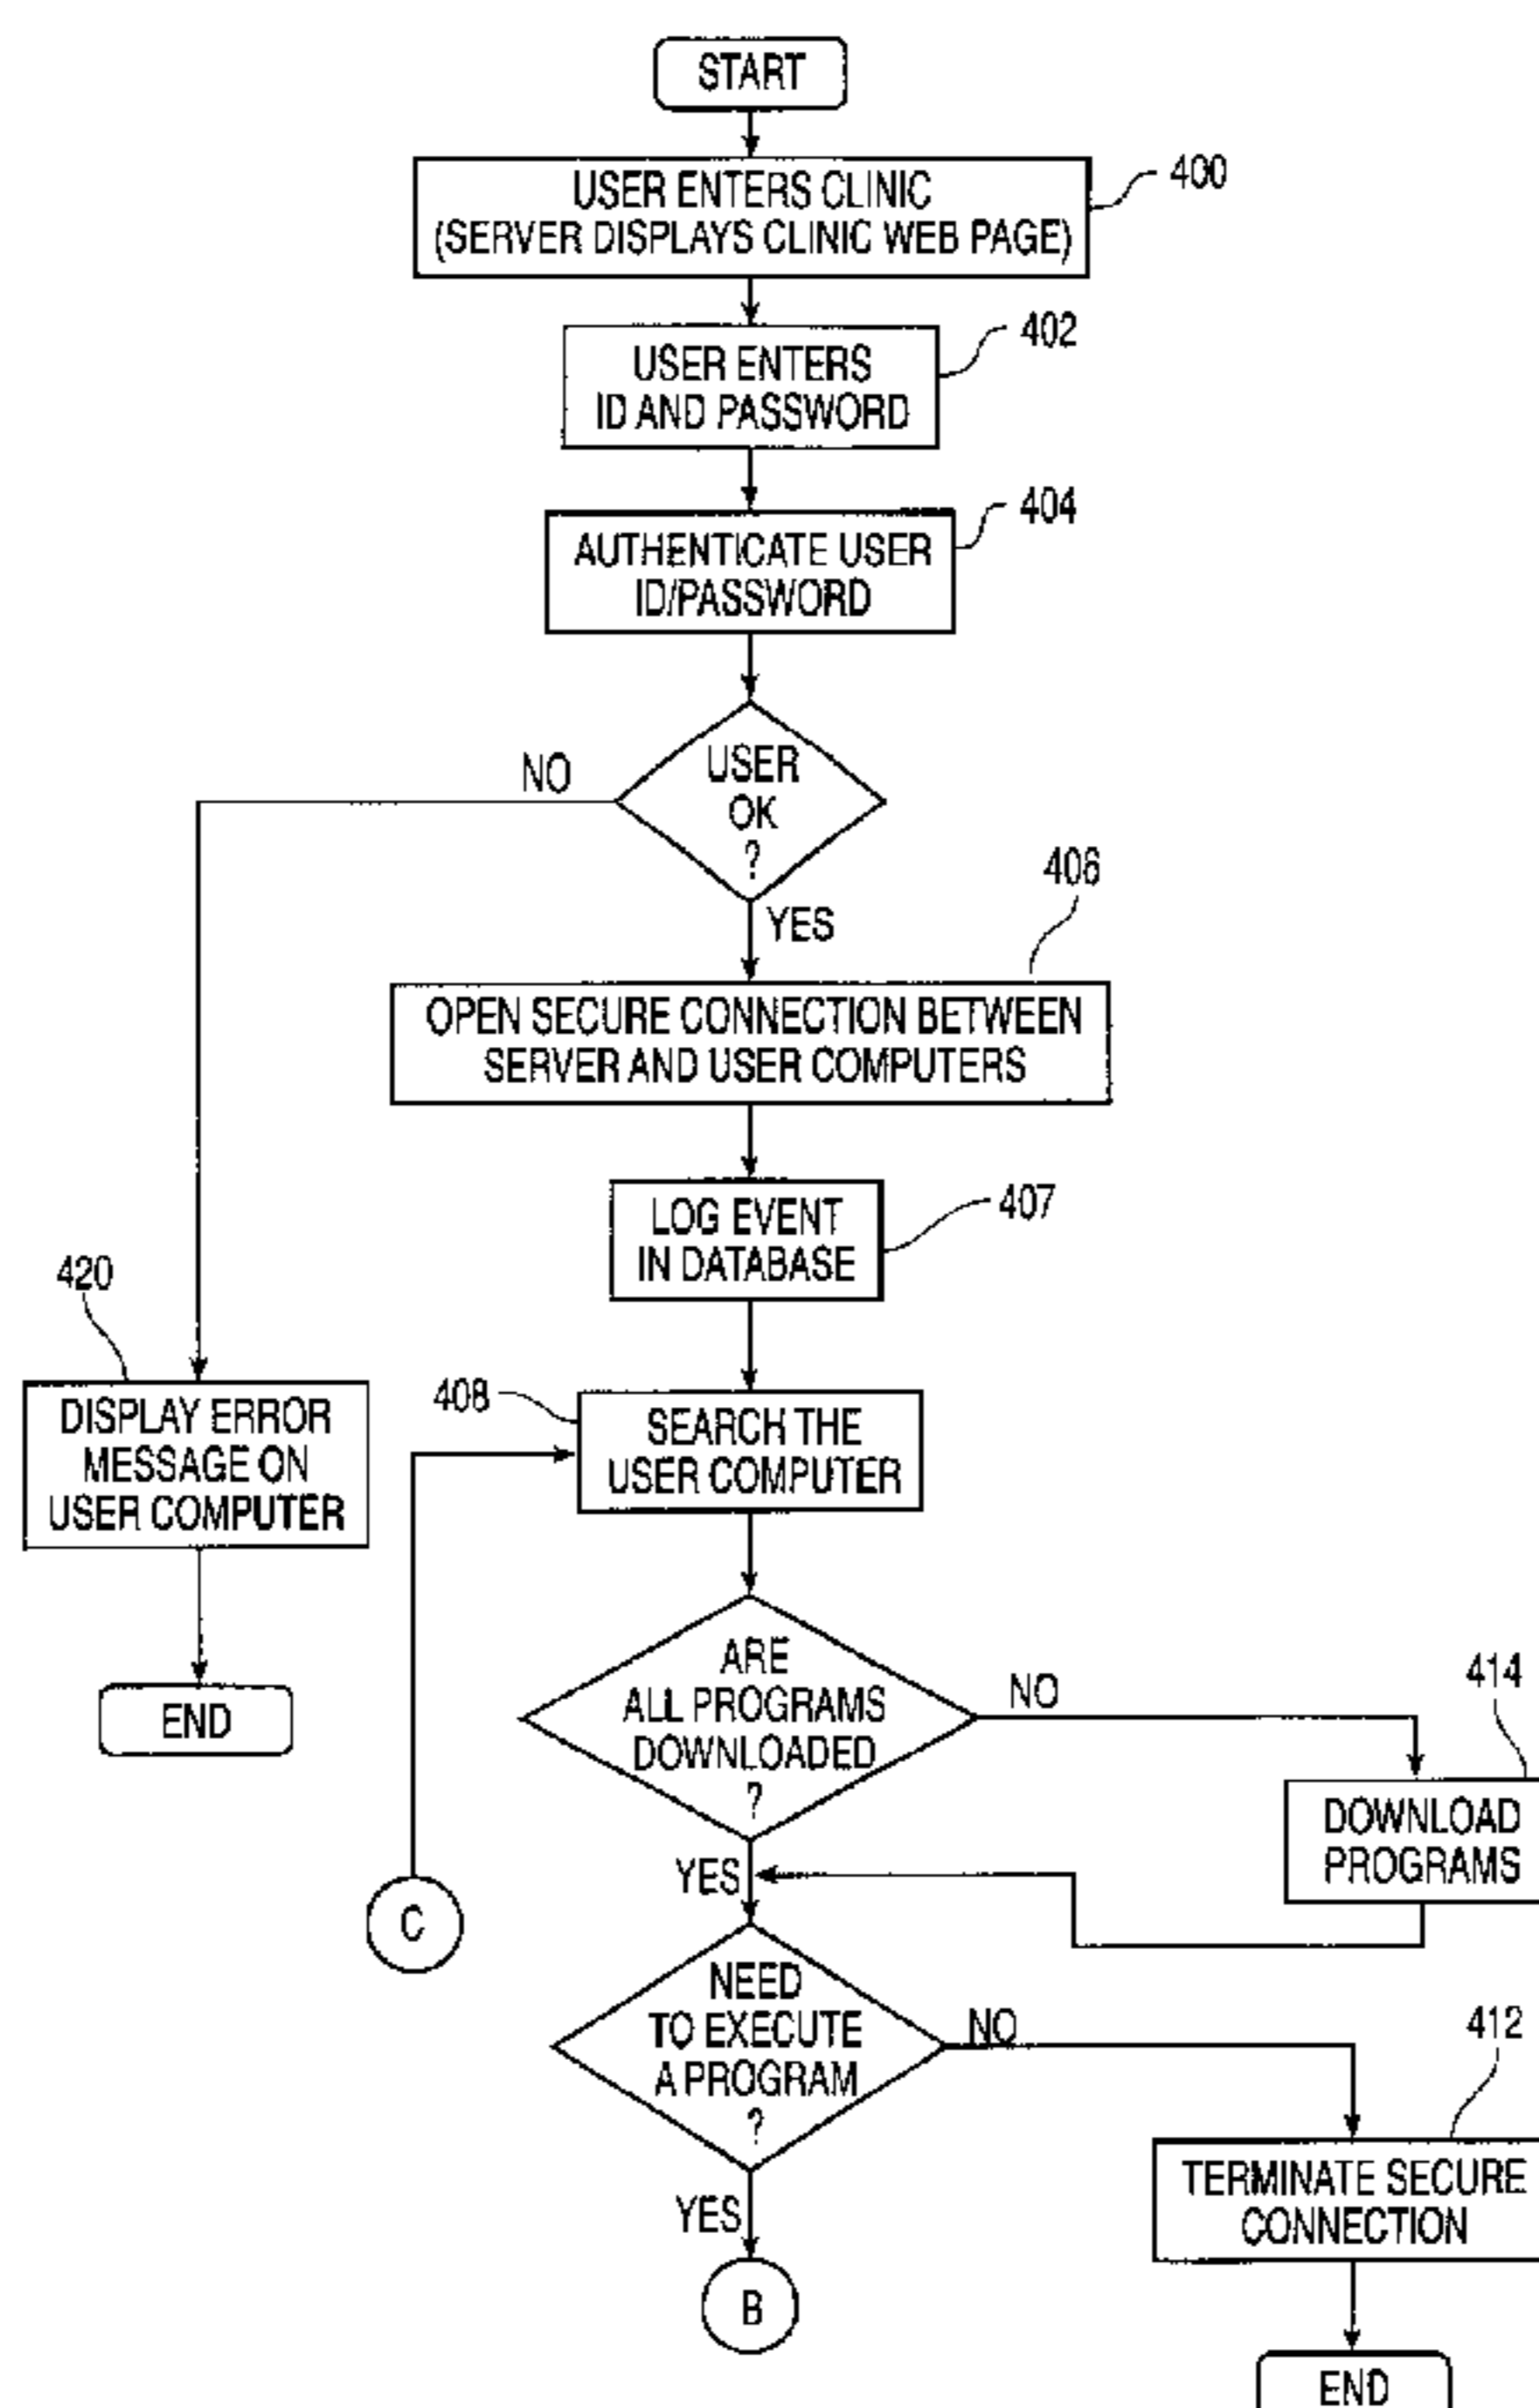 START
USER ENTERS CLINIC
(SERVER DISPLAYS CLINIC WEB PAGE)
400
USER ENTERS
ID AND PASSWORD
402
AUTHENTICATE USER
ID/PASSWORD
404
USER
OK
?
NO
YES
406
OPEN SECURE CONNECTION BETWEEN
SERVER AND USER COMPUTERS
LOG EVENT
IN DATABASE
407
420
DISPLAY ERROR
MESSAGE ON
USER COMPUTER
END
408
SEARCH THE
USER COMPUTER
ARE
ALL PROGRAMS
DOWNLOADED
?
NO
414
DOWNLOAD
PROGRAMS
YES
C
NEED
TO EXECUTE
A PROGRAM
?
NO
412
TERMINATE SECURE
CONNECTION
YES
B
END